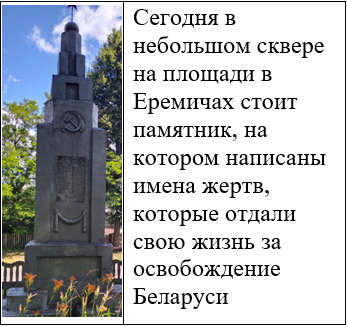 Сегодня в
небольшом сквере
на площади в
Еремичах стоит
памятник, на
котором написаны
имена жертв,
которые отдали
свою жизнь за
освобождение
Беларуси